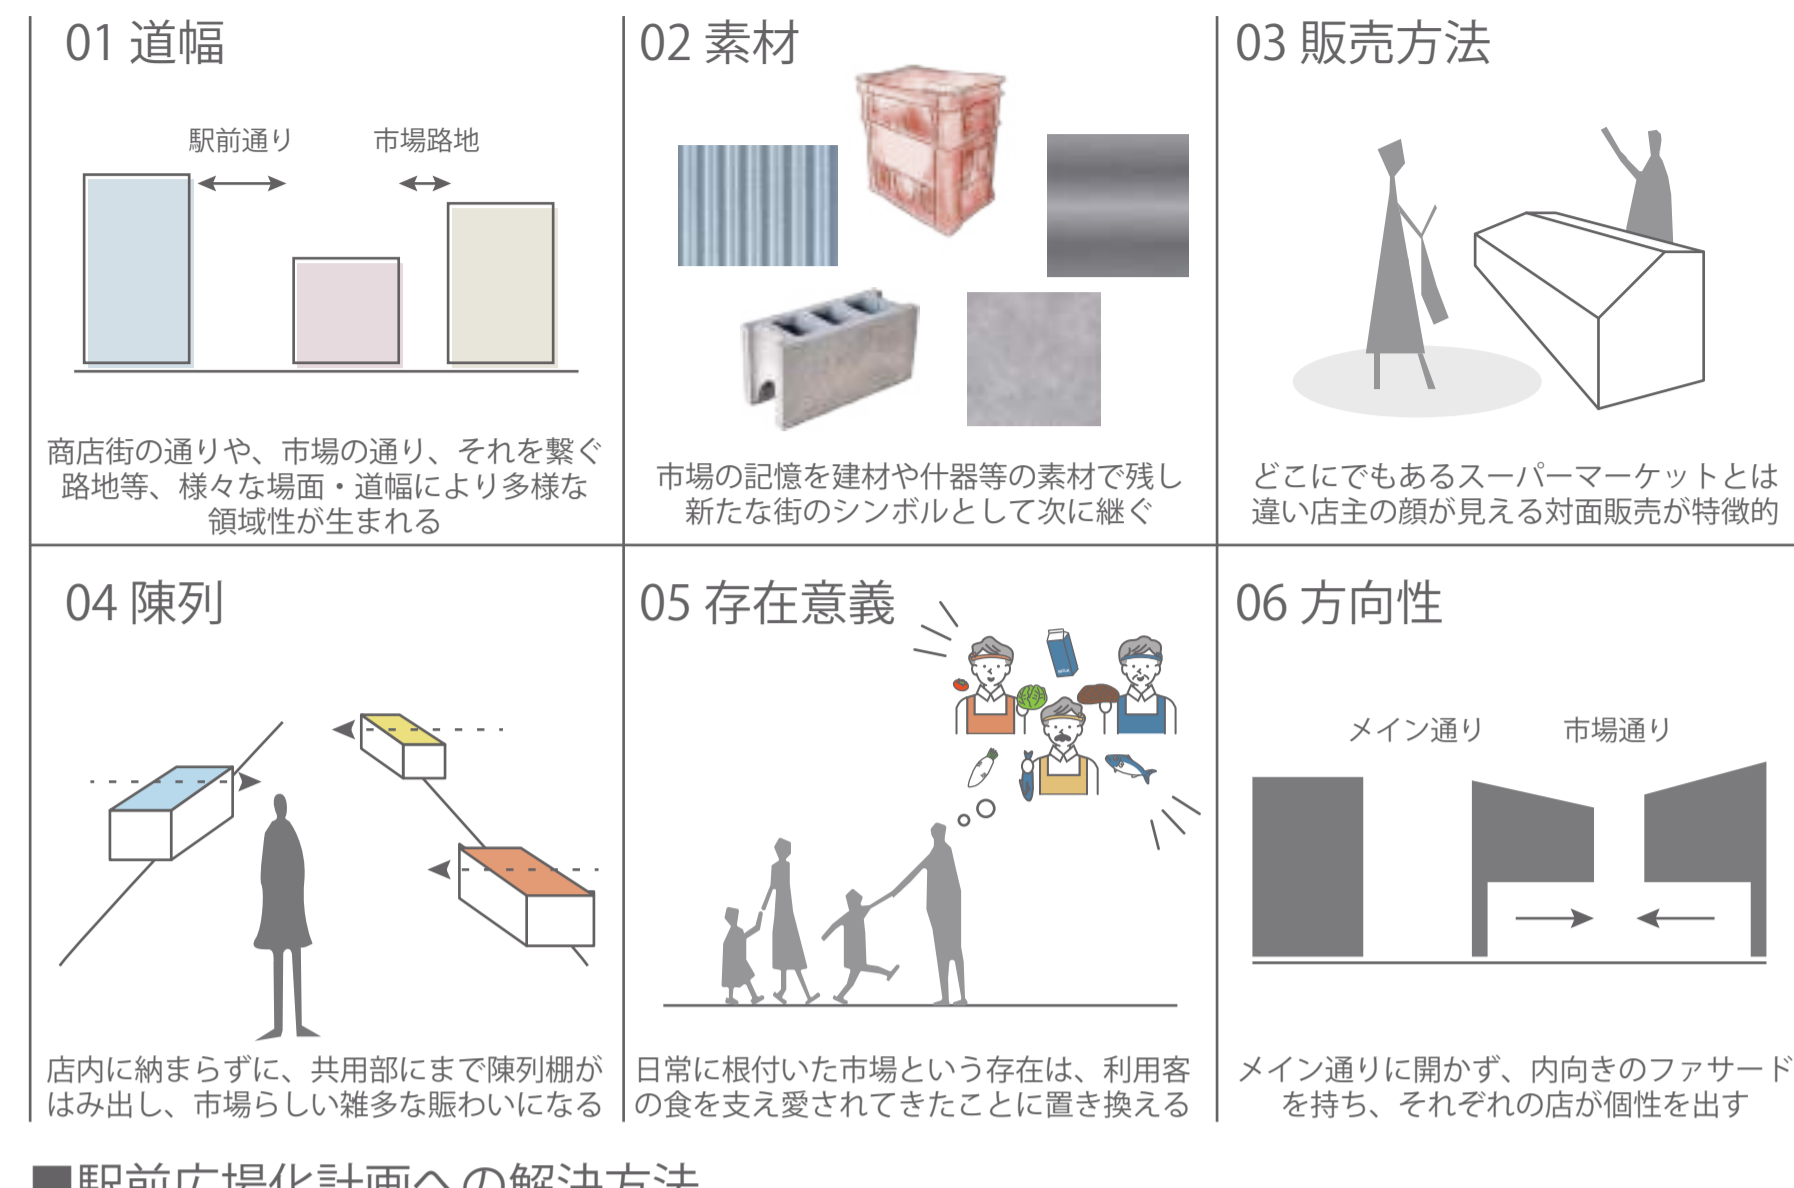 01 道幅
駅前通り
市場路地
商店街の通りや、市場の通り、それを繋ぐ
路地等、様々な場面・道幅により多様な
領域性が生まれる
02 素材
市場の記憶を建材や什器等の素材で残し
新たな街のシンボルとして次に継ぐ
03 販売方法
どこにでもあるスーパーマーケットとは
違い店主の顔が見える対面販売が特徴的
04 陳列
店内に納まらずに、共用部にまで陳列棚が
はみ出し、市場らしい雑多な賑わいになる
05 存在意義
日常に根付いた市場という存在は、利用客
の食を支え愛されてきたことに置き換える
06 方向性
メイン通り
市場通り
メイン通りに開かず、内向きのファサード
を持ち、それぞれの店が個性を出す
■駅前広場化計画への解決方法